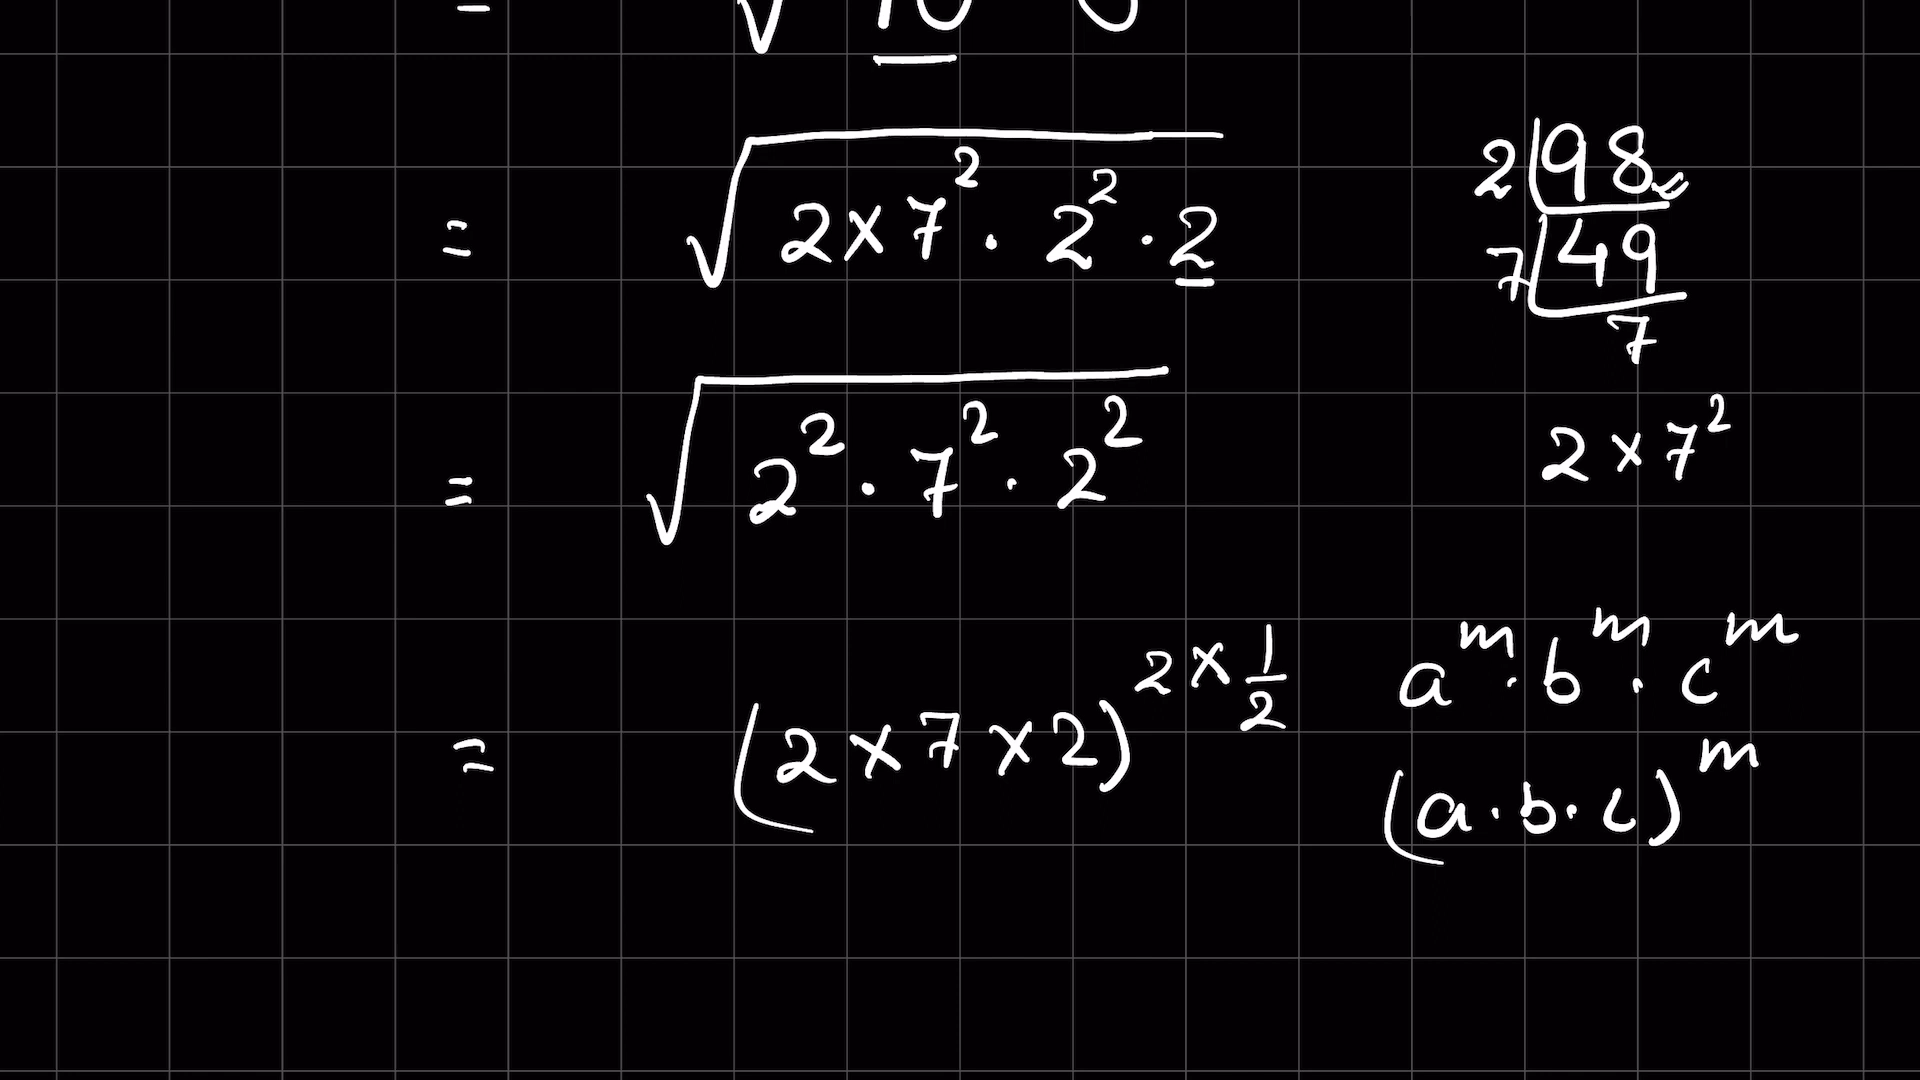 = √
= √(2 × 7² · 2² · 2)
2 | 98
7 | 49
7
= √(2² · 7² · 2²)
2 × 7²
= (2 × 7 × 2)^(2 × 1/2)
a^m · b^m · c^m
(a · b · c)^m